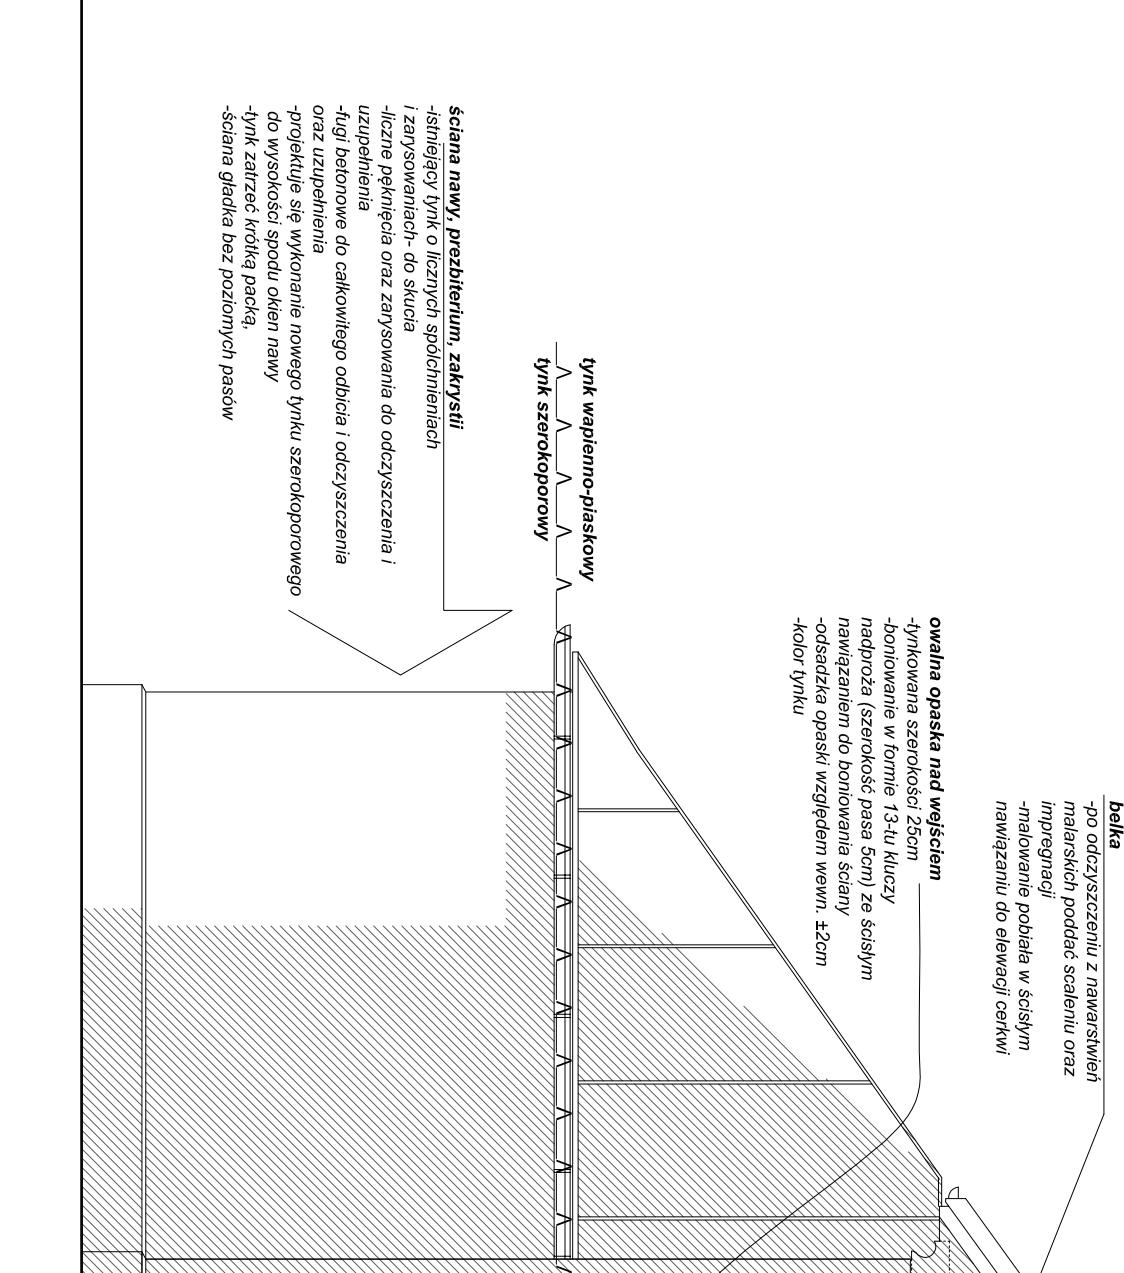 belka
-po odczyszczeniu z nawarstwień
malarskich poddać scaleniu oraz
impregnacji
-malowanie pobiała w ścisłym
nawiązaniu do elewacji cerkwi
owalna opaska nad wejściem
-tynkowana szerokości 25cm
-boniowanie w formie 13-tu kluczy
nadproża (szerokość pasa 5cm) ze ścisłym
nawiązaniem do boniowania ściany
-odsadzka opaski względem wewn. ±2cm
-kolor tynku
tynk wapienno-piaskowy
tynk szerokoporowy
ściana nawy, prezbiterium, zakrystii
-istniejący tynk o licznych spólchnieniach
i zarysowaniach- do skucia
-liczne pęknięcia oraz zarysowania do odczyszczenia i
uzupełnienia
-fugi betonowe do całkowitego odbicia i odczyszczenia
oraz uzupełnienia
-projektuje się wykonanie nowego tynku szerokoporowego
do wysokości spodu okien nawy
-tynk zatrzeć krótką packą,
-ściana gładka bez poziomych pasów